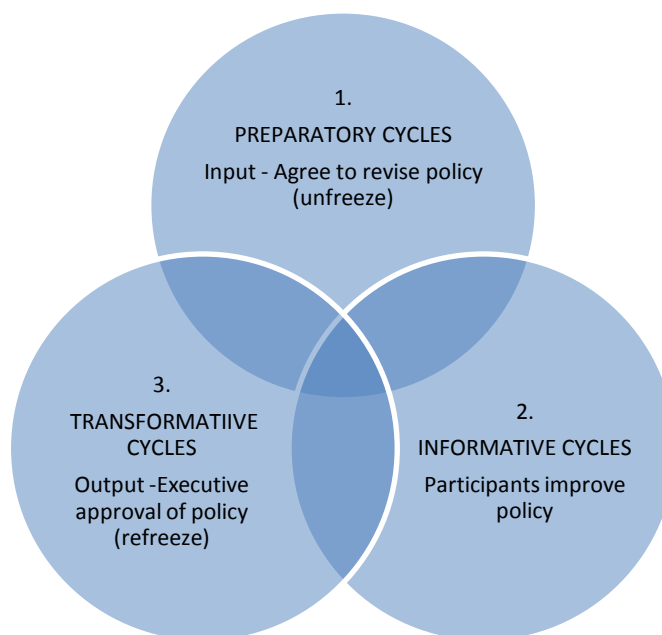 1.
PREPARATORY CYCLES
Input - Agree to revise policy
(unfreeze)
3.
TRANSFORMATIIVE
CYCLES
Output -Executive
approval of policy
(refreeze)
2.
INFORMATIVE CYCLES
Participants improve
policy